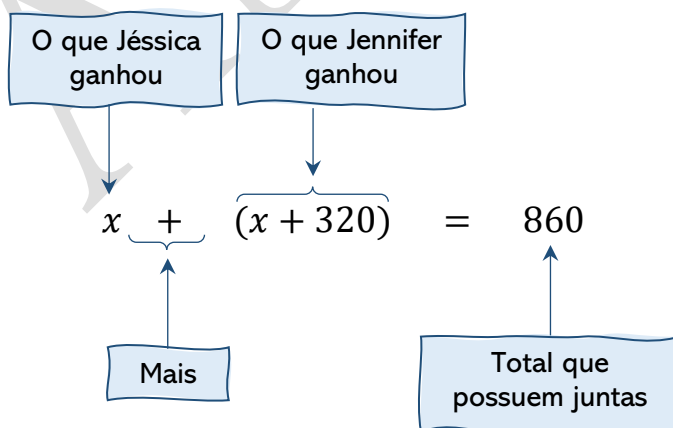 O que Jéssica
ganhou
O que Jennifer
ganhou
x + (x + 320) = 860
Mais
Total que
possuem juntas